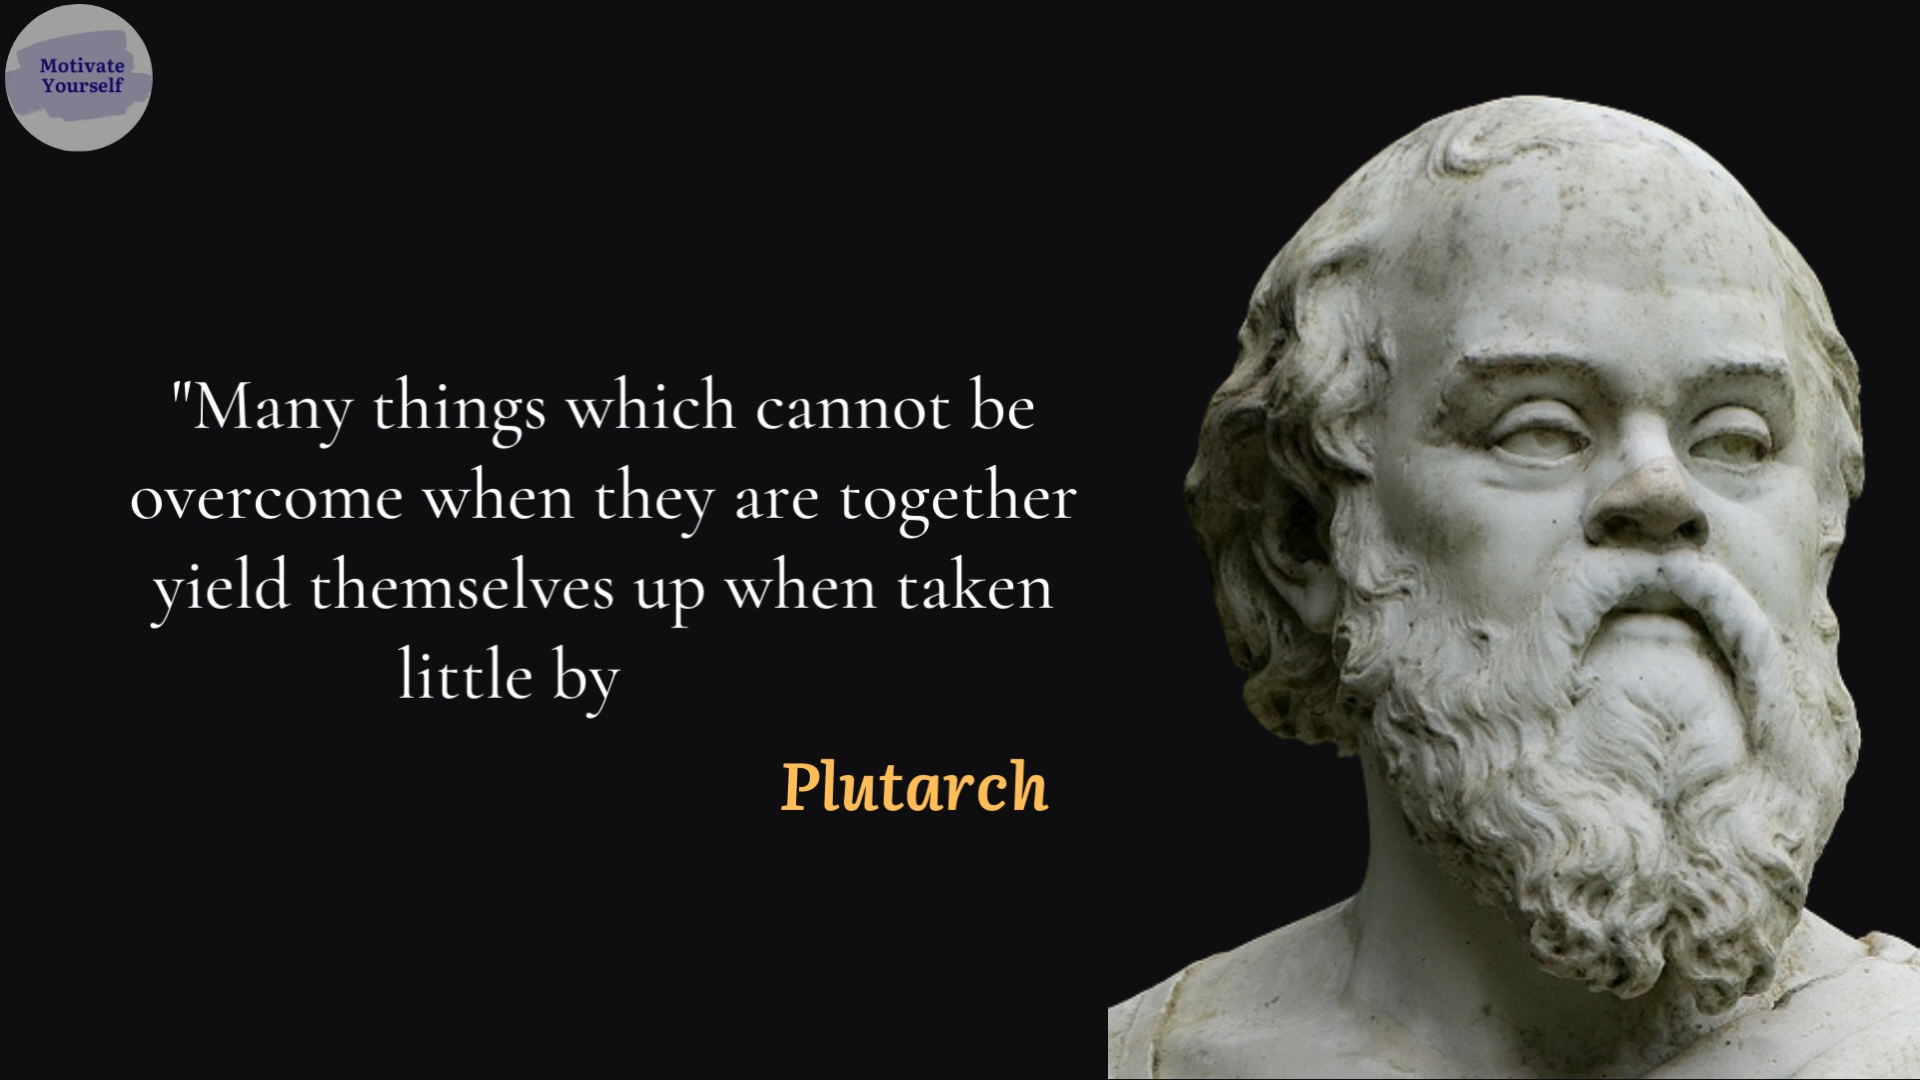 Motivate
Yourself
"Many things which cannot be
overcome when they are together
yield themselves up when taken
little by
Plutarch